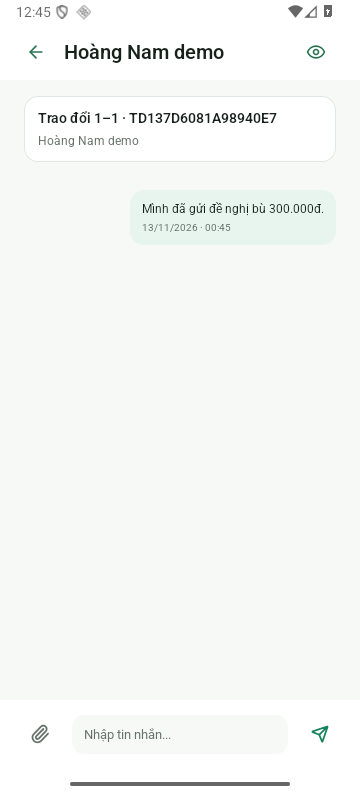 12:45
Hoàng Nam demo
Trao đổi 1–1 · TD137D6081A98940E7
Hoàng Nam demo
Mình đã gửi đề nghị bù 300.000đ.
13/11/2026 · 00:45
Nhập tin nhắn...